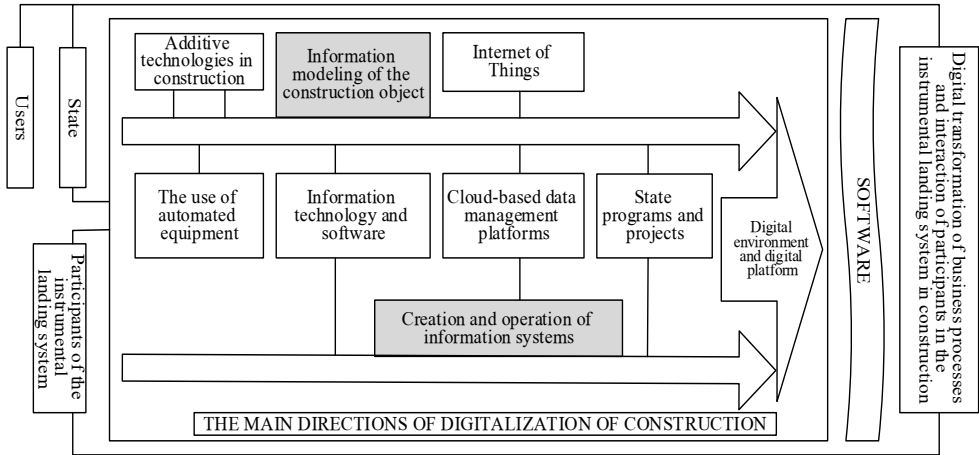 Users
State
Participants of the
instrumental
landing system
Additive
technologies in
construction
Information
modeling of the
construction object
Internet of
Things
The use of
automated
equipment
Information
technology and
software
Cloud-based data
management
platforms
State
programs and
projects
Creation and operation of
information systems
Digital
environment
and digital
platform
THE MAIN DIRECTIONS OF DIGITALIZATION OF CONSTRUCTION
SOFTWARE
Digital transformation of business processes
and interaction of participants in the
instrumental landing system in construction